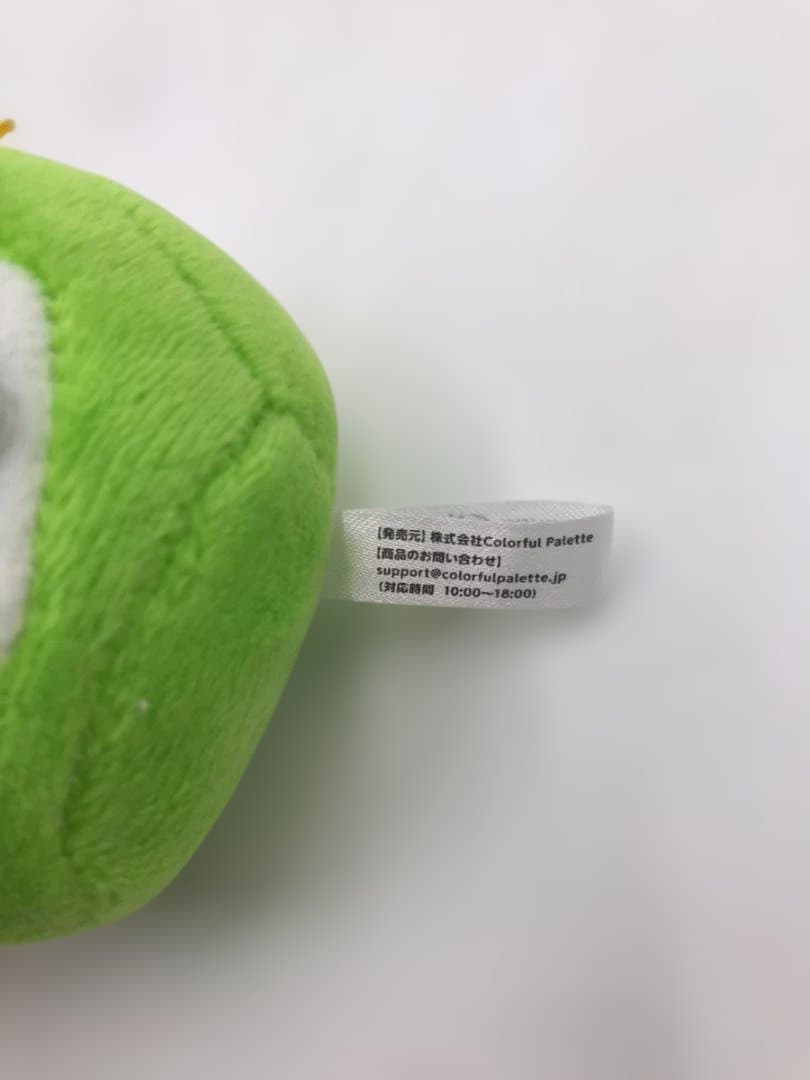 【発売元】株式会社Colorful Palette
【商品のお問い合わせ】
support@colorfulpalette.jp
(対応時間 10:00〜18:00)